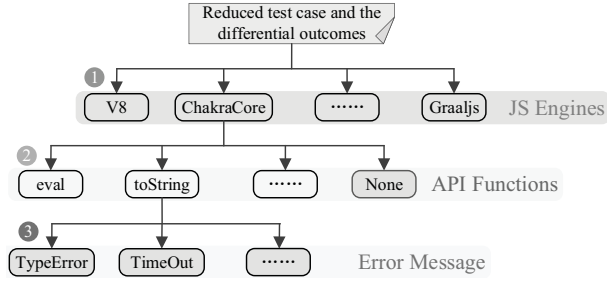 Reduced test case and the
differential outcomes
1
V8 ChakraCore ...... Graaljs JS Engines
2
eval toString ...... None API Functions
3
TypeError TimeOut ...... Error Message